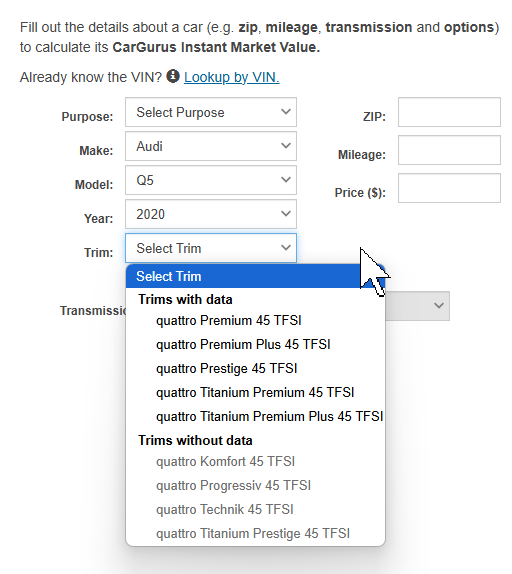 Fill out the details about a car (e.g. zip, mileage, transmission and options)
to calculate its CarGurus Instant Market Value.
Already know the VIN? Lookup by VIN.
Purpose: Select Purpose ZIP:
Make: Audi
Mileage:
Model: Q5
Price ($):
Year: 2020
Trim: Select Trim
Select Trim
Trims with data
Transmissio
quattro Premium 45 TFSI
quattro Premium Plus 45 TFSI
quattro Prestige 45 TFSI
quattro Titanium Premium 45 TFSI
quattro Titanium Premium Plus 45 TFSI
Trims without data
quattro Komfort 45 TFSI
quattro Progressiv 45 TFSI
quattro Technik 45 TFSI
quattro Titanium Prestige 45 TFSI